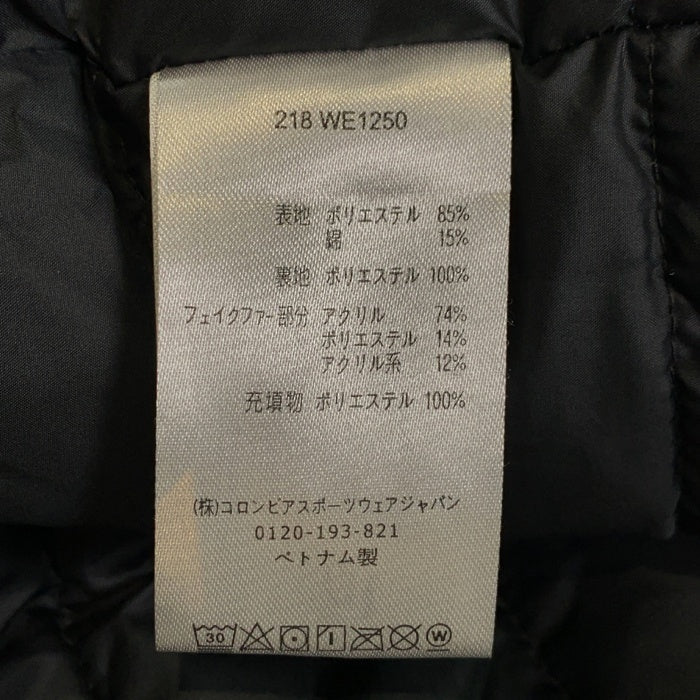 218 WE1250
表地 ポリエステル 85%
綿 15%
裏地 ポリエステル 100%
フェイクファー部分 アクリル 74%
ポリエステル 14%
アクリル系 12%
充填物 ポリエステル 100%
(株)コロンビアスポーツウェアジャパン
0120-193-821
ベトナム製
30 W